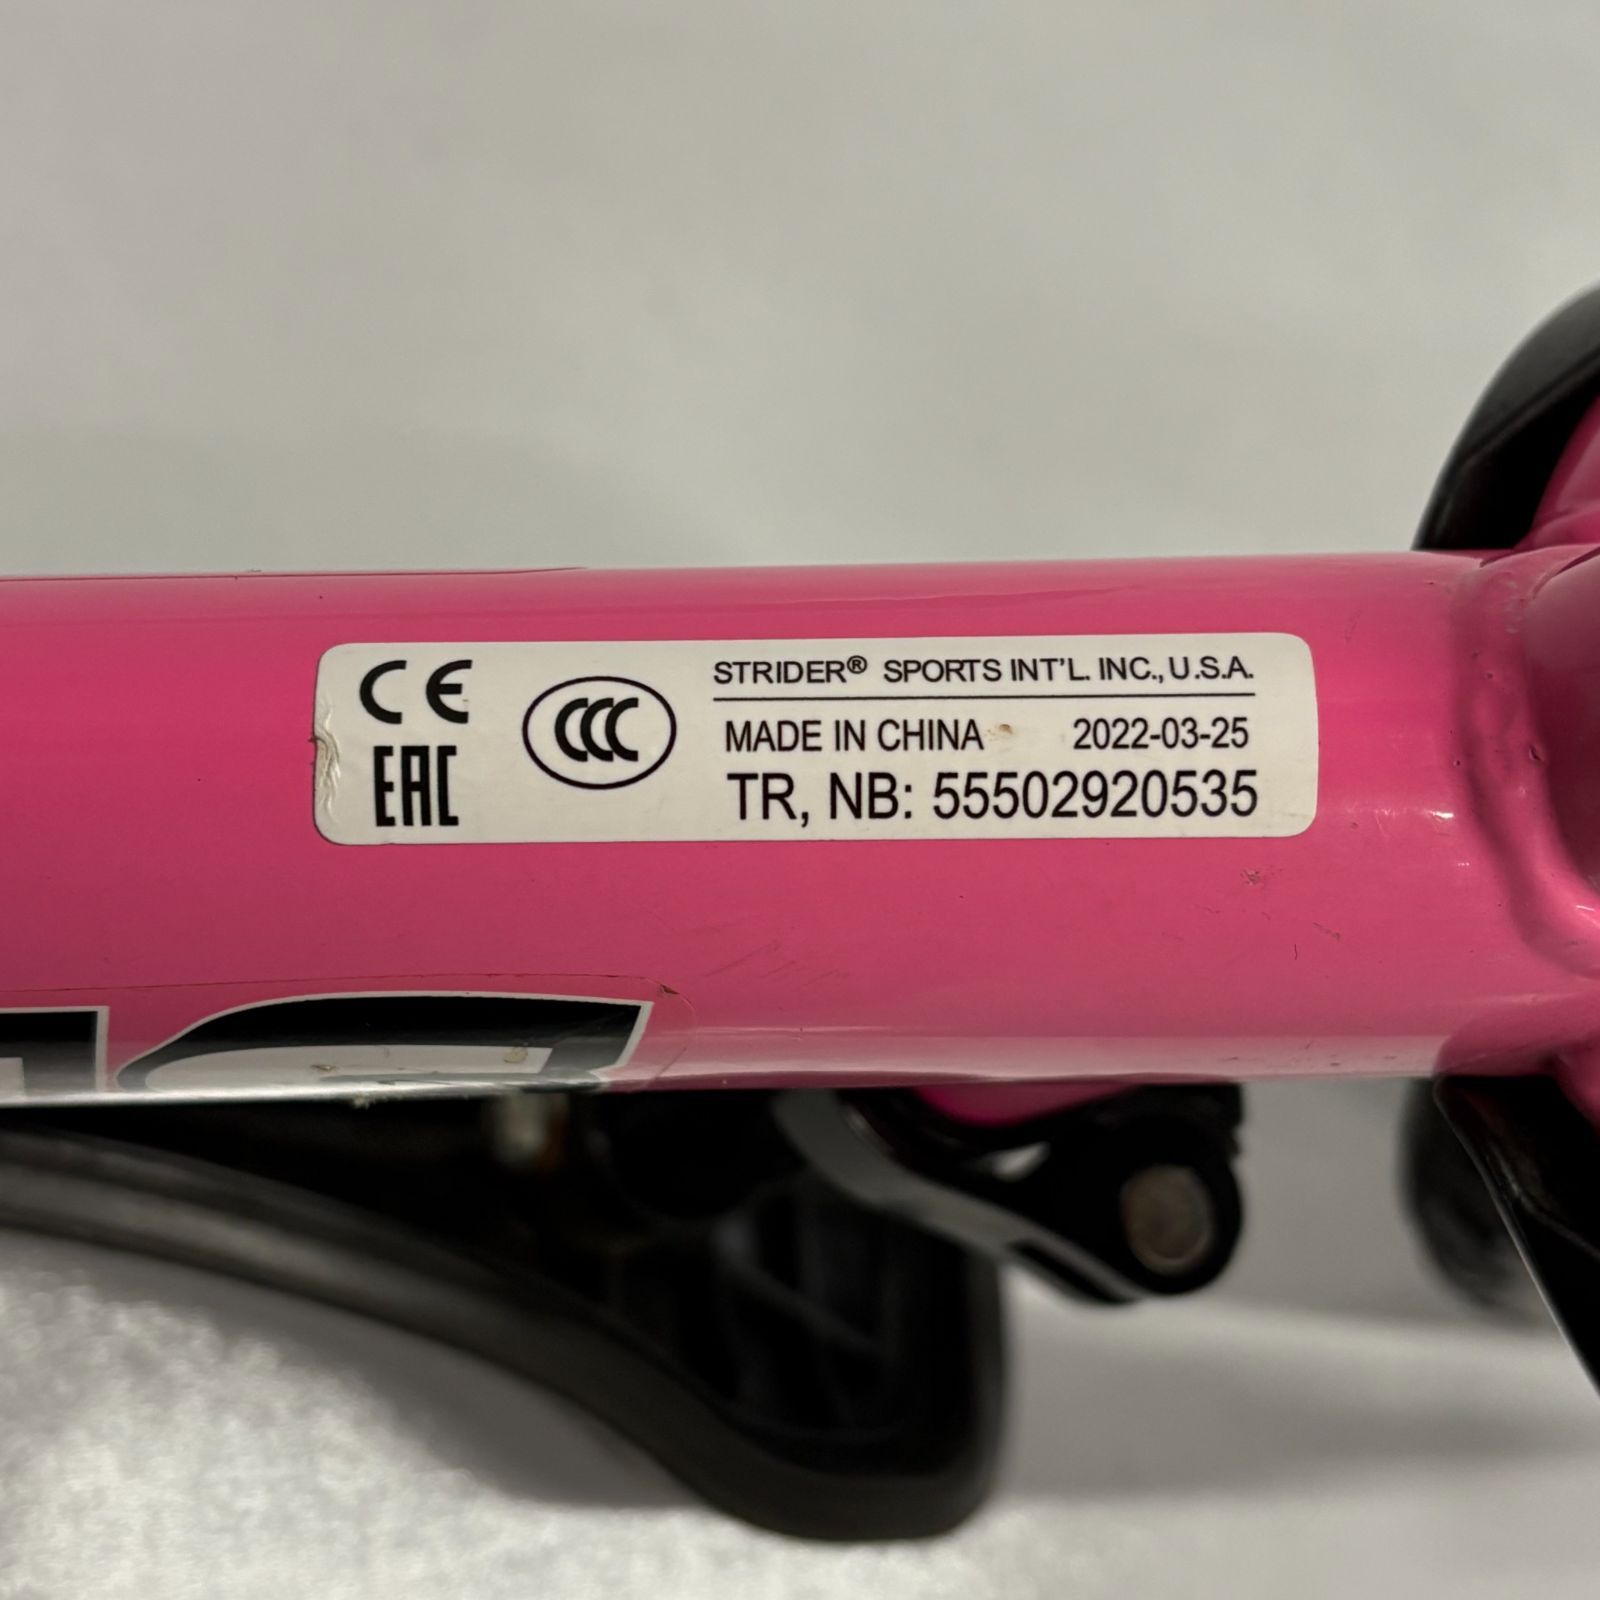 CE
EAC
CCC
STRIDER® SPORTS INT'L. INC., U.S.A.
MADE IN CHINA 2022-03-25
TR, NB: 55502920535